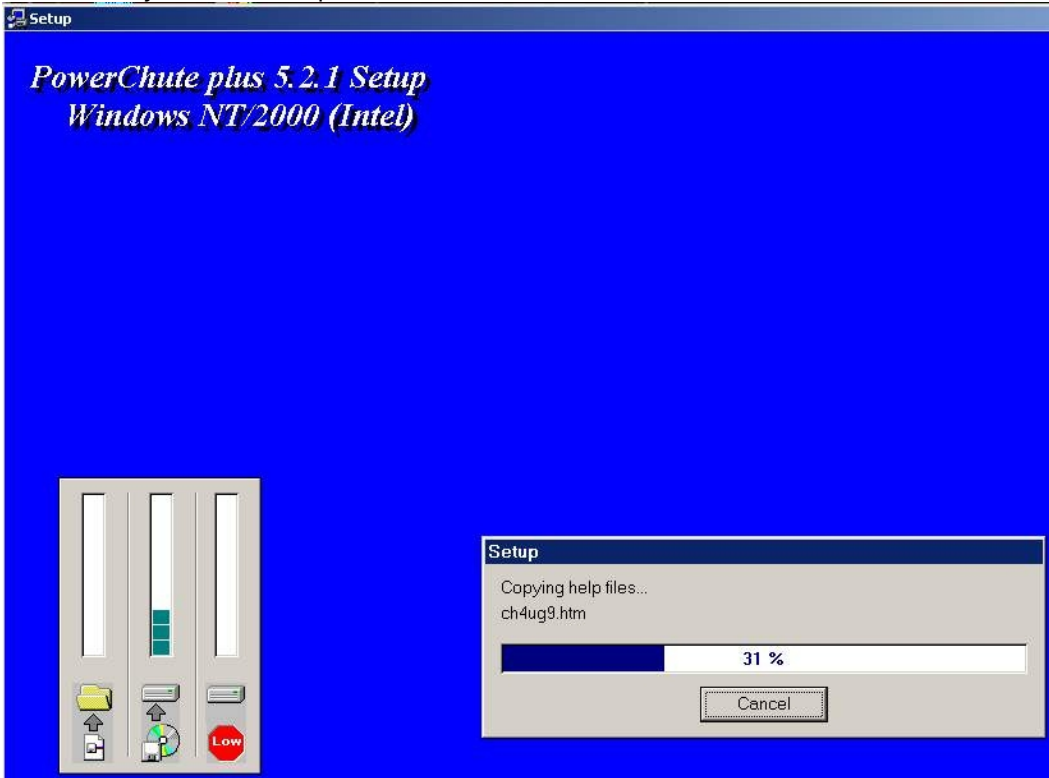 Setup
PowerChute plus 5.2.1 Setup
Windows NT/2000 (Intel)
Setup
Copying help files...
ch4ug9.htm
31 %
Cancel
Low